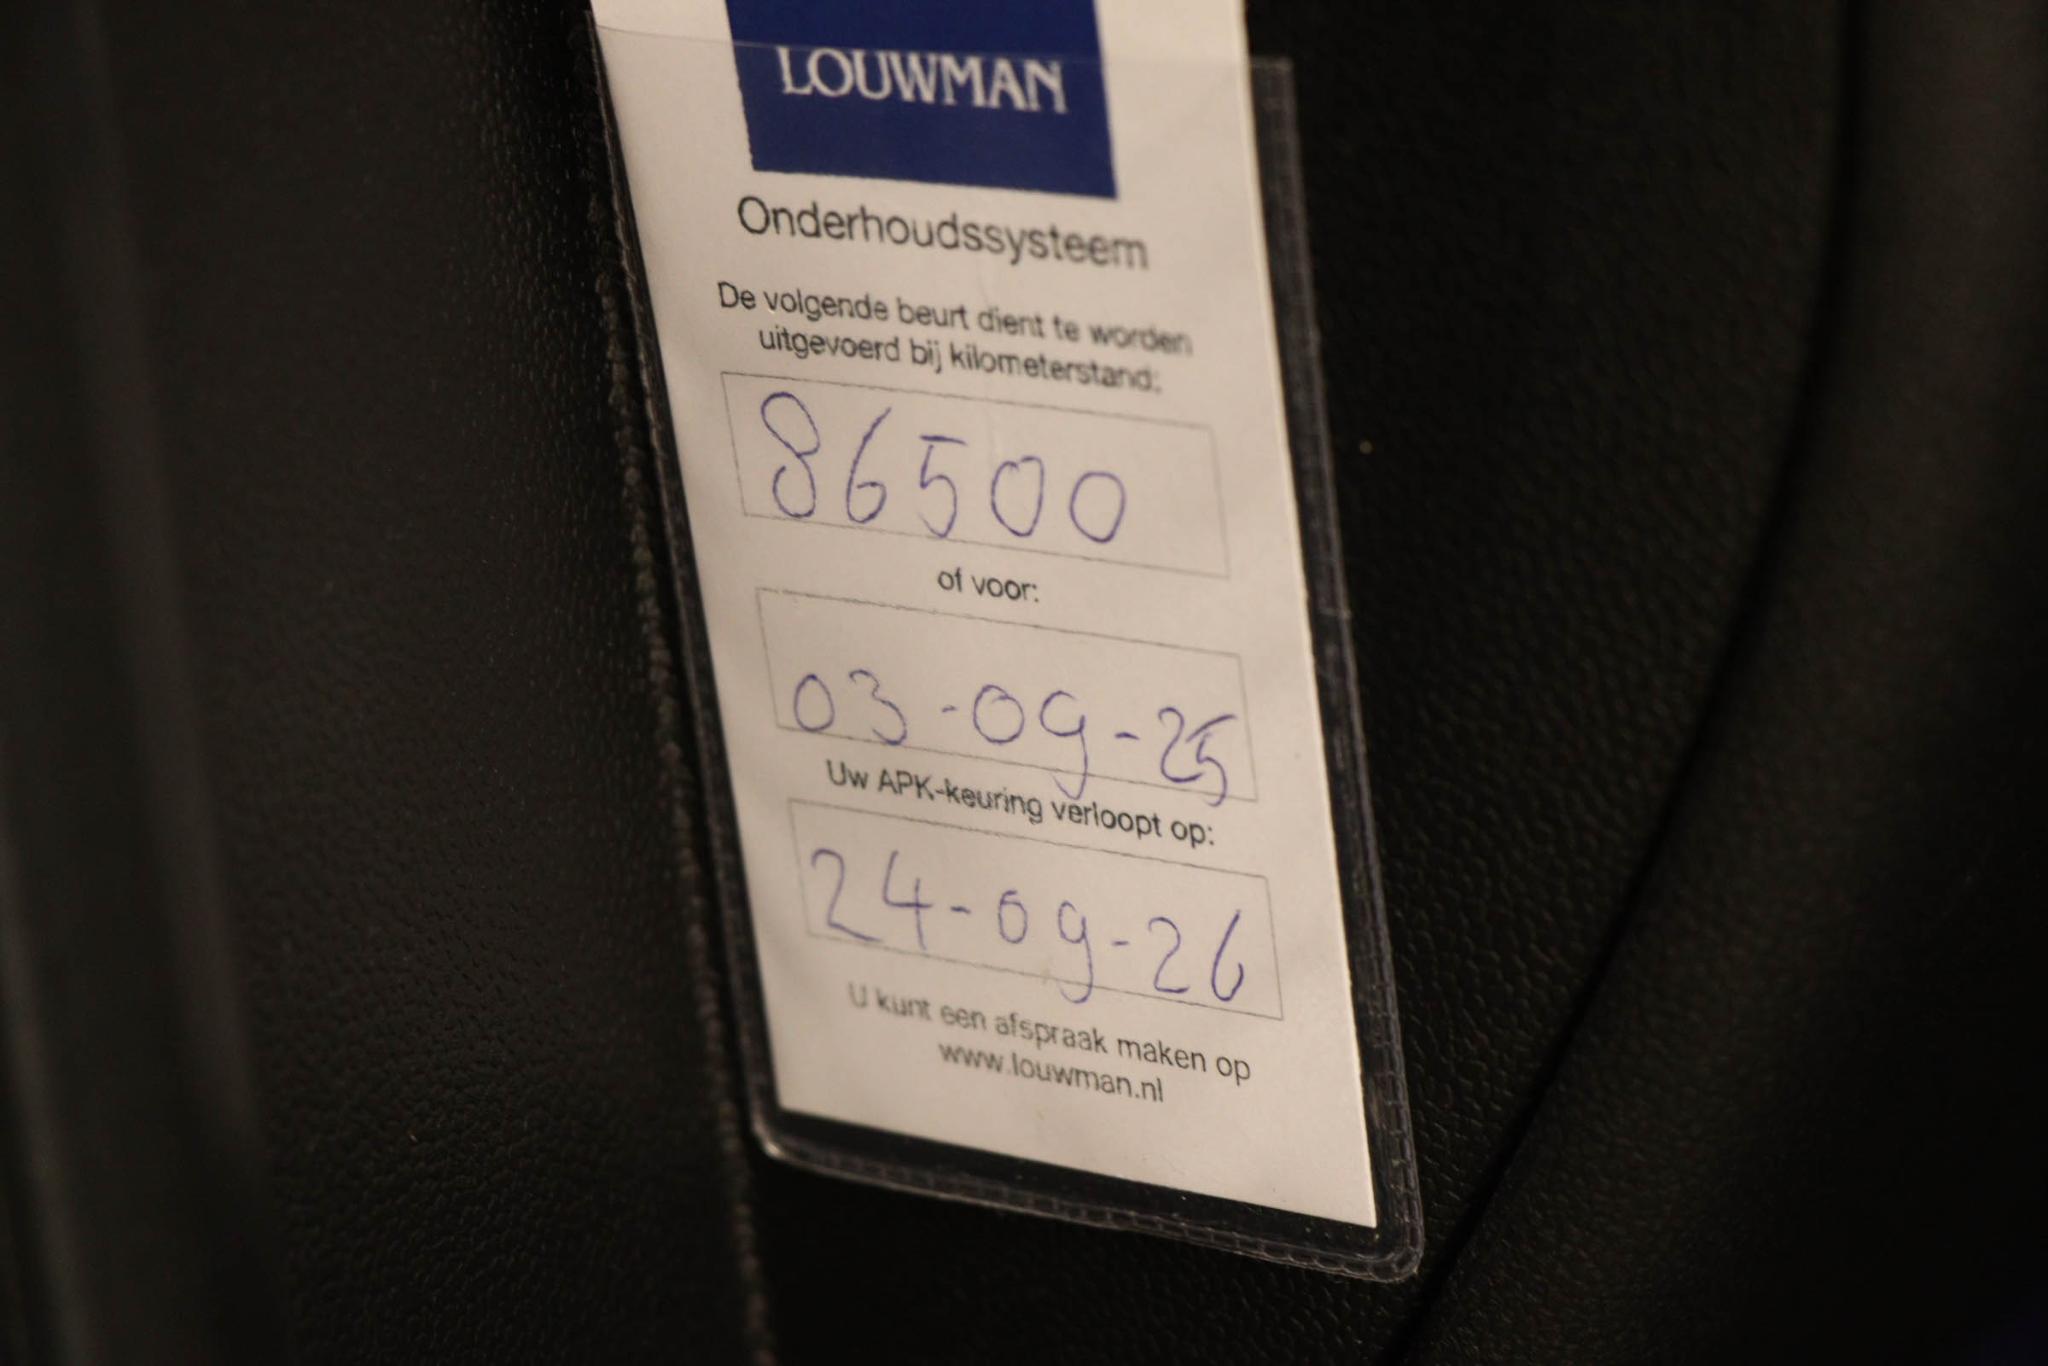 LOUWMAN
Onderhoudssysteem
De volgende beurt dient te worden
uitgevoerd bij kilometerstand:
86500
of voor:
03-09-25
Uw APK-keuring verloopt op:
24-09-26
U kunt een afspraak maken op
www.louwman.nl